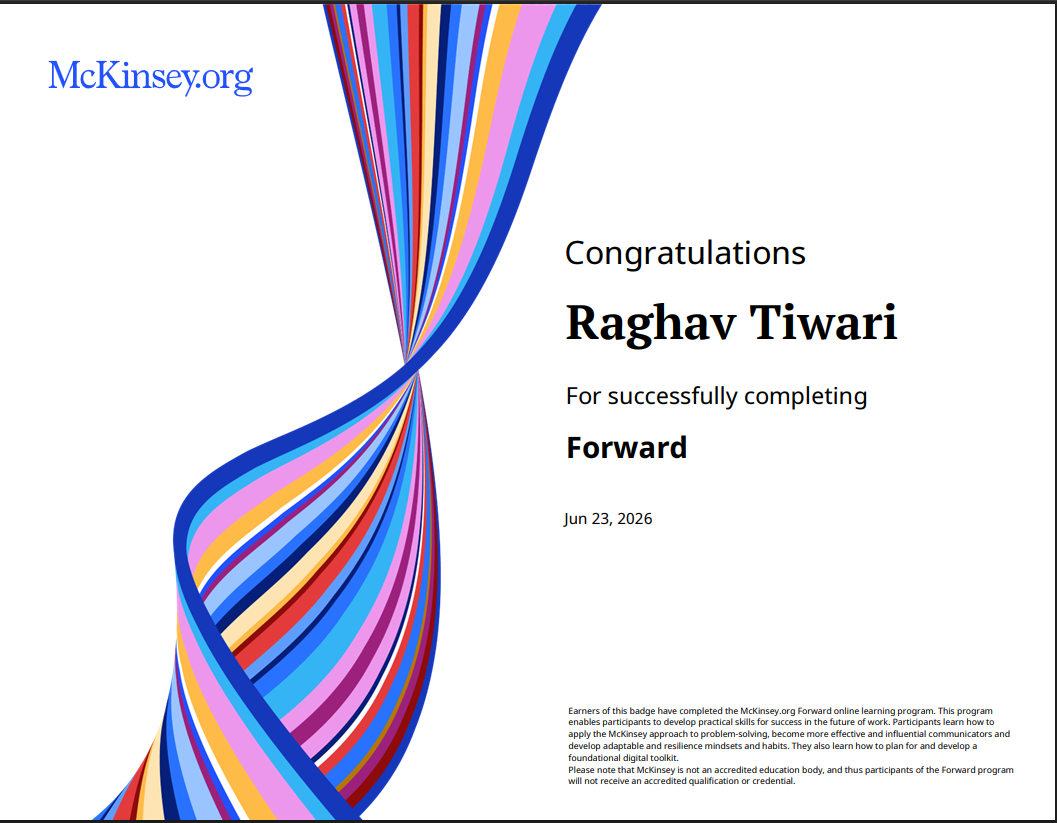 McKinsey.org
Congratulations
Raghav Tiwari
For successfully completing
Forward
Jun 23, 2026
Earners of this badge have completed the McKinsey.org Forward online learning program. This program
enables participants to develop practical skills for success in the future of work. Participants learn how to
apply the McKinsey approach to problem-solving, become more effective and influential communicators and
develop adaptable and resilience mindsets and habits. They also learn how to plan for and develop a
foundational digital toolkit.
Please note that McKinsey is not an accredited education body, and thus participants of the Forward program
will not receive an accredited qualification or credential.